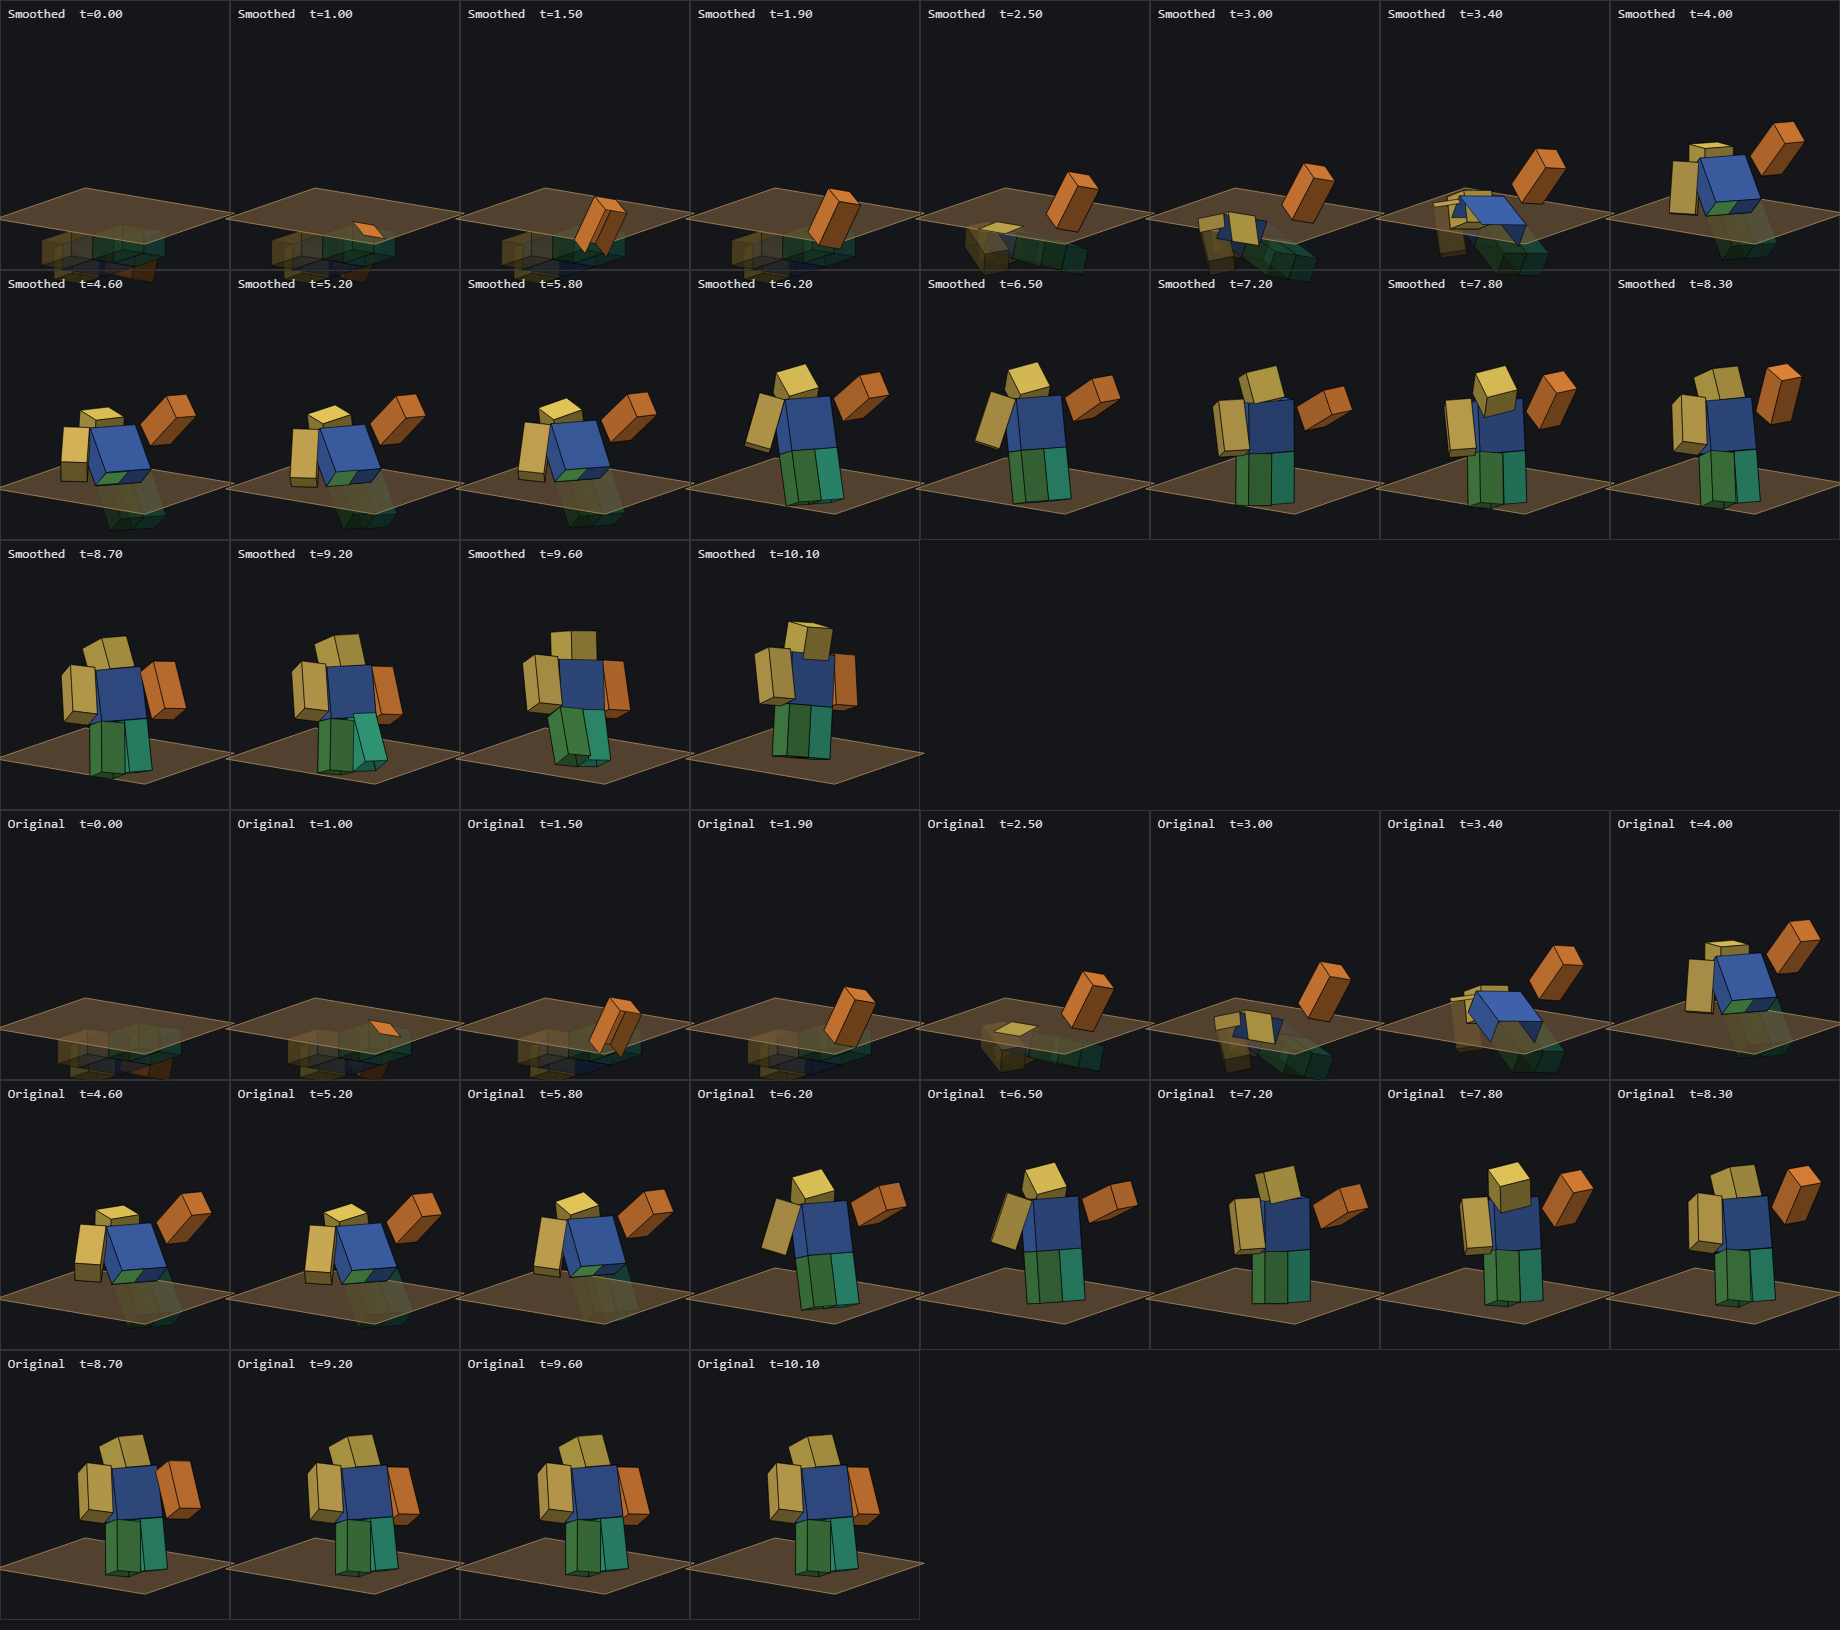 Smoothed t=0.00
Smoothed t=1.00
Smoothed t=1.50
Smoothed t=1.90
Smoothed t=2.50
Smoothed t=3.00
Smoothed t=3.40
Smoothed t=4.00
Smoothed t=4.60
Smoothed t=5.20
Smoothed t=5.80
Smoothed t=6.20
Smoothed t=6.50
Smoothed t=7.20
Smoothed t=7.80
Smoothed t=8.30
Smoothed t=8.70
Smoothed t=9.20
Smoothed t=9.60
Smoothed t=10.10
Original t=0.00
Original t=1.00
Original t=1.50
Original t=1.90
Original t=2.50
Original t=3.00
Original t=3.40
Original t=4.00
Original t=4.60
Original t=5.20
Original t=5.80
Original t=6.20
Original t=6.50
Original t=7.20
Original t=7.80
Original t=8.30
Original t=8.70
Original t=9.20
Original t=9.60
Original t=10.10